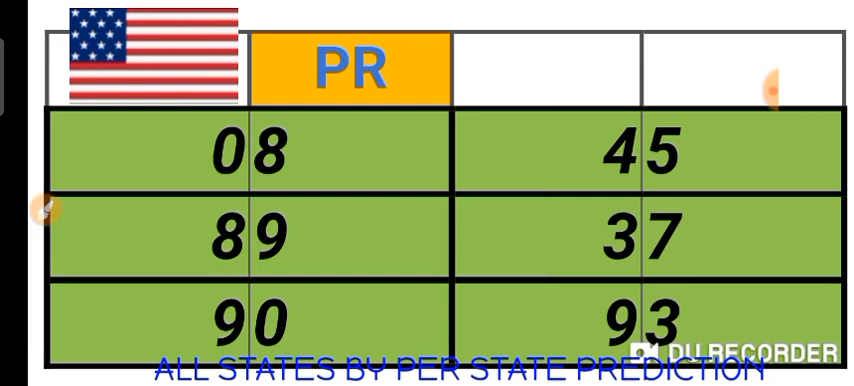 PR
08 45
89 37
90 93
DU RECORDER
ALL STATES BY PER STATE PREDICTION